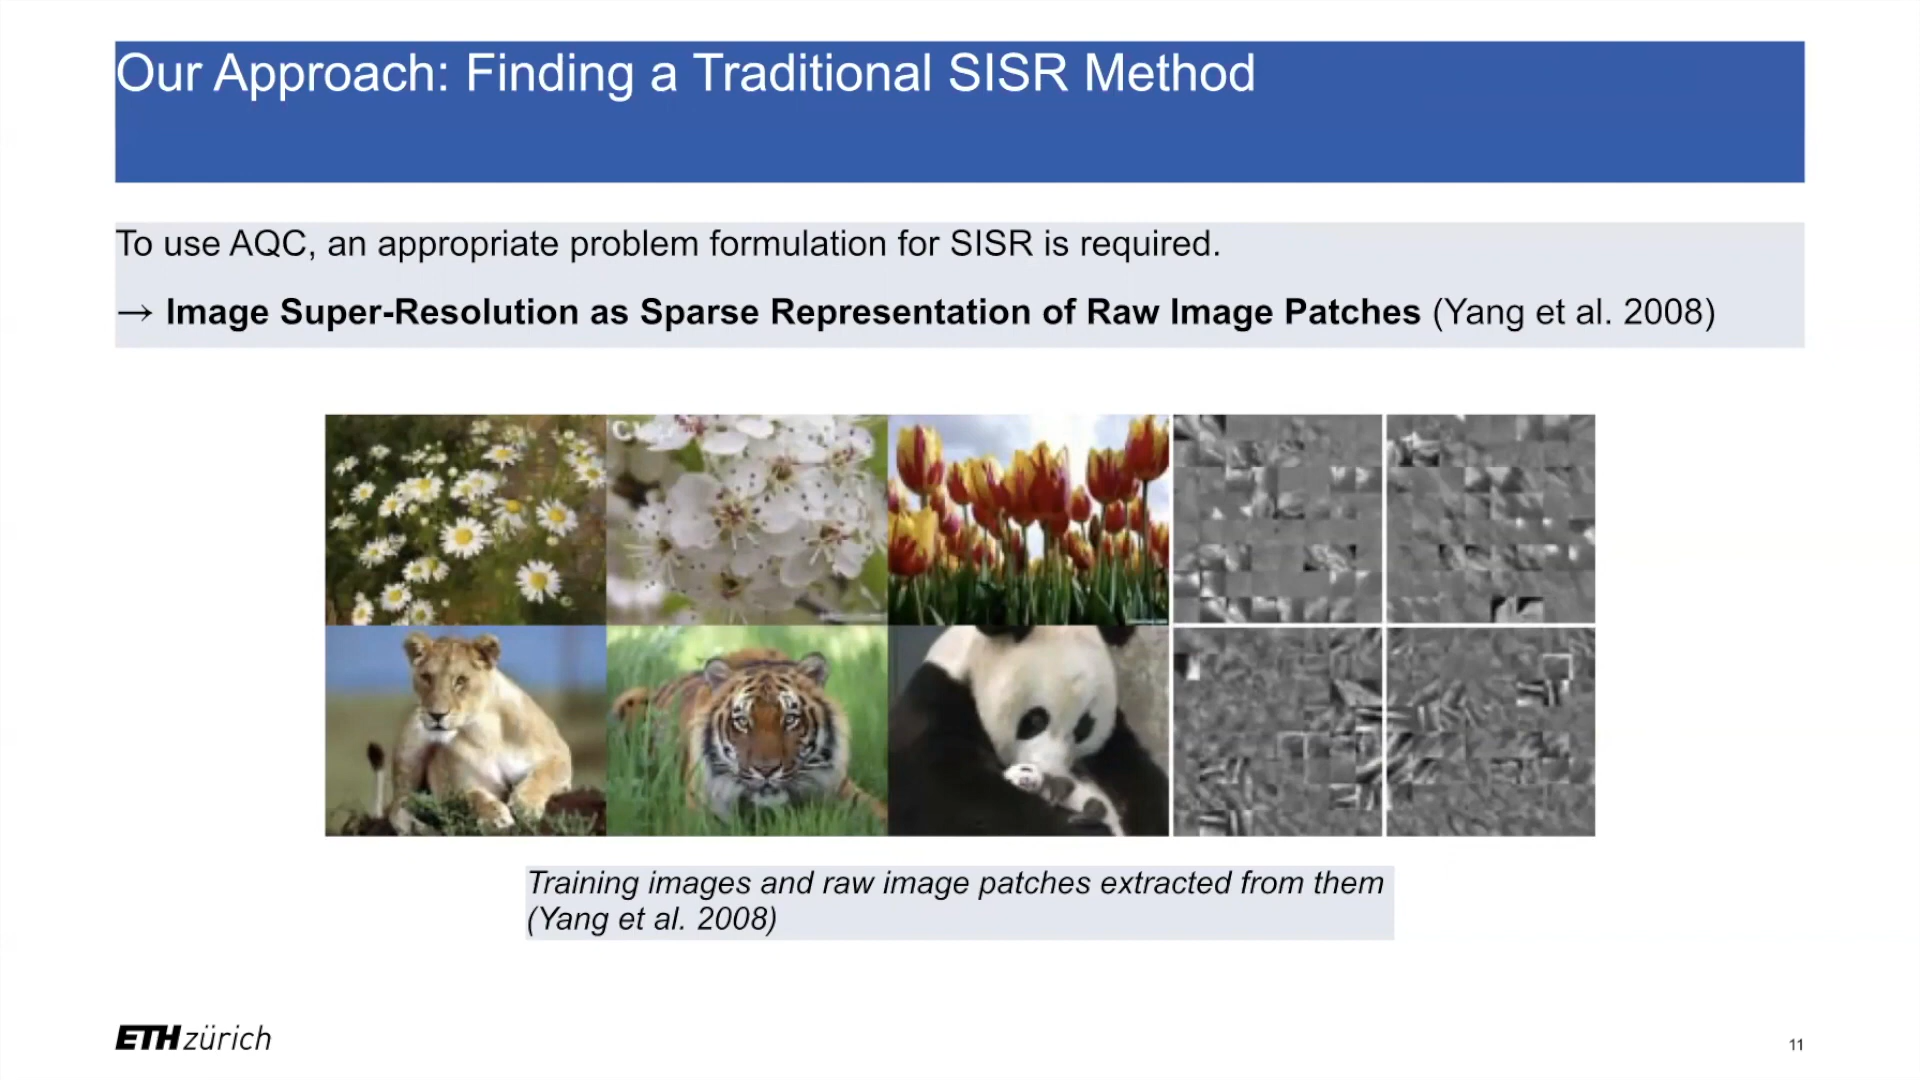 Our Approach: Finding a Traditional SISR Method
To use AQC, an appropriate problem formulation for SISR is required.
→ Image Super-Resolution as Sparse Representation of Raw Image Patches (Yang et al. 2008)
Training images and raw image patches extracted from them
(Yang et al. 2008)
ETH zürich
11